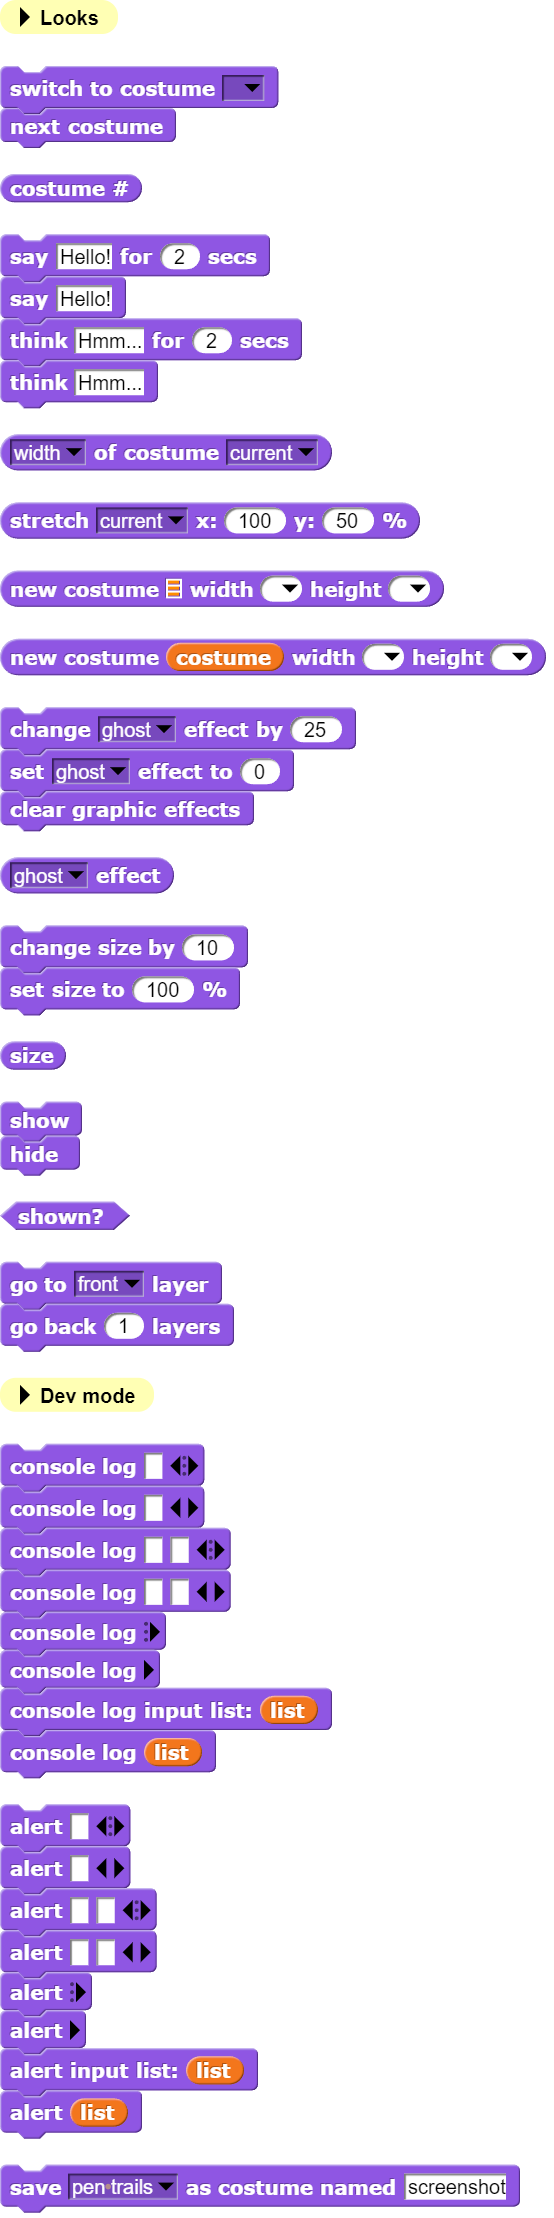 Looks
switch to costume
next costume
costume #
say Hello! for 2 secs
say Hello!
think Hmm... for 2 secs
think Hmm...
width of costume current
stretch current x: 100 y: 50 %
new costume width height
new costume costume width height
change ghost effect by 25
set ghost effect to 0
clear graphic effects
ghost effect
change size by 10
set size to 100 %
size
show
hide
shown?
go to front layer
go back 1 layers
Dev mode
console log
console log
console log
console log
console log
console log
console log input list: list
console log list
alert
alert
alert
alert
alert
alert
alert input list: list
alert list
save pen trails as costume named screenshot